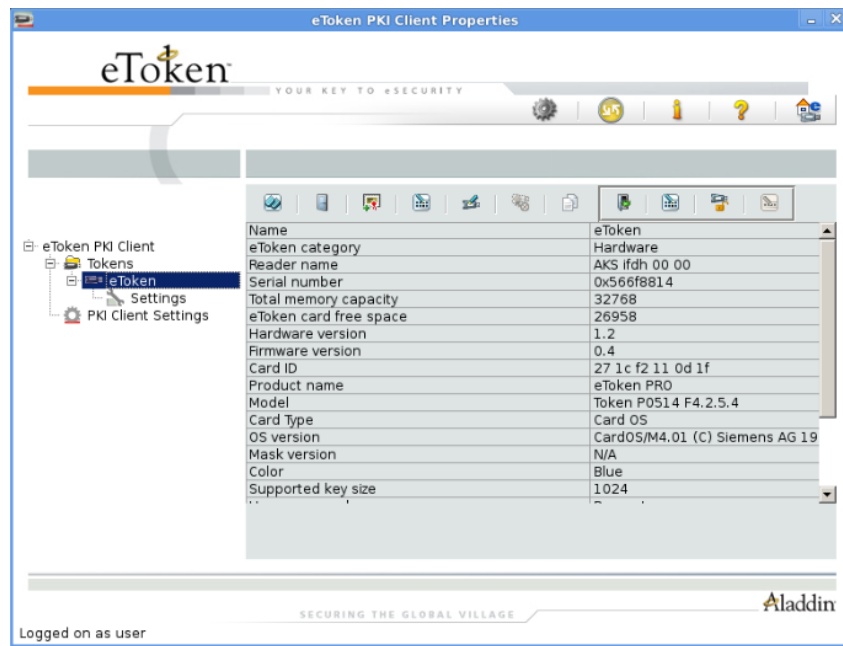 eToken PKI Client Properties
eToken
YOUR KEY TO eSECURITY
eToken PKI Client
Tokens
eToken
Settings
PKI Client Settings
Name eToken
eToken category Hardware
Reader name AKS ifdh 00 00
Serial number 0x566f8814
Total memory capacity 32768
eToken card free space 26958
Hardware version 1.2
Firmware version 0.4
Card ID 27 1c f2 11 0d 1f
Product name eToken PRO
Model Token P0514 F4.2.5.4
Card Type Card OS
OS version CardOS/M4.01 (C) Siemens AG 19
Mask version N/A
Color Blue
Supported key size 1024
SECURING THE GLOBAL VILLAGE
Aladdin
Logged on as user